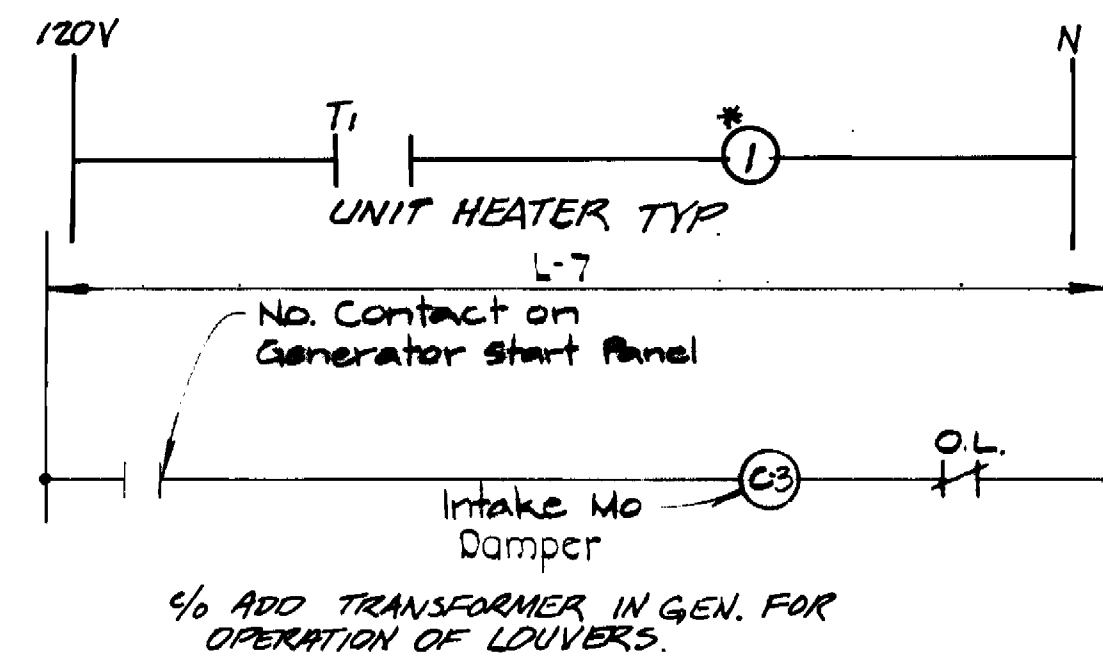 120V
N
T1
*
1
UNIT HEATER TYP.
L-7
No. Contact on
Generator Start Panel
O.L.
C-3
Intake Mo
Damper
c/o ADD TRANSFORMER IN GEN. FOR
OPERATION OF LOUVERS.